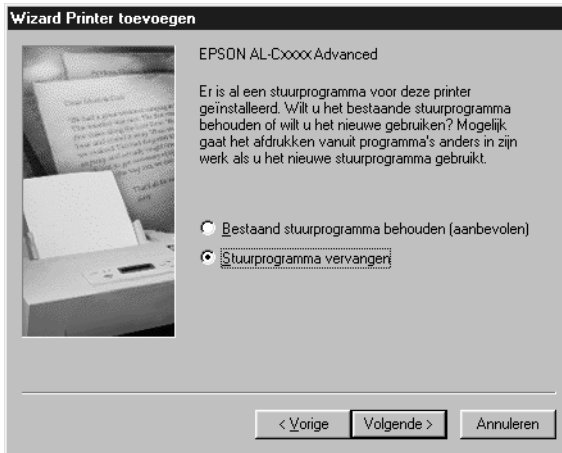 Wizard Printer toevoegen
EPSON AL-Cxxxx Advanced
Er is al een stuurprogramma voor deze printer
geïnstalleerd. Wilt u het bestaande stuurprogramma
behouden of wilt u het nieuwe gebruiken? Mogelijk
gaat het afdrukken vanuit programma's anders in zijn
werk als u het nieuwe stuurprogramma gebruikt.
Bestaand stuurprogramma behouden (aanbevolen)
Stuurprogramma vervangen
< Vorige
Volgende >
Annuleren